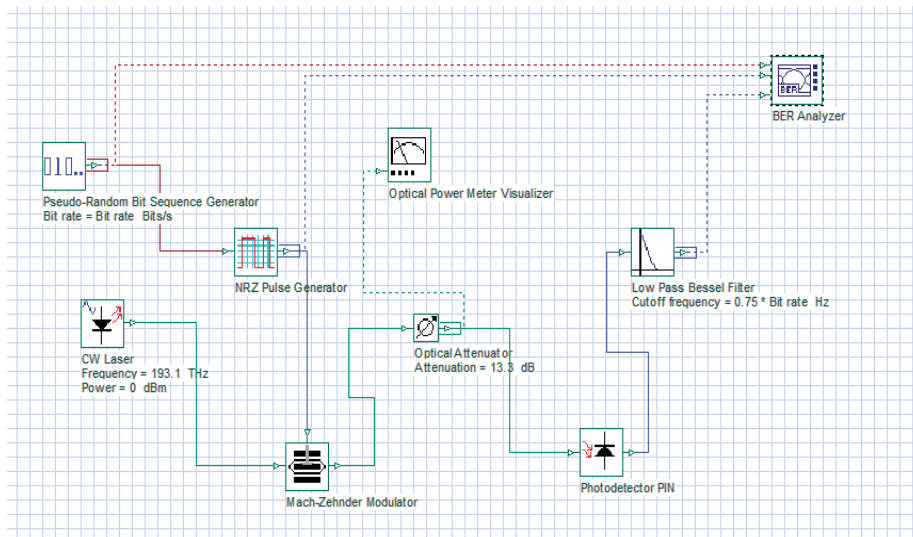 BER
BER Analyzer
Optical Power Meter Visualizer
Pseudo-Random Bit Sequence Generator
Bit rate = Bit rate  Bits/s
NRZ Pulse Generator
Low Pass Bessel Filter
Cutoff frequency = 0.75 * Bit rate  Hz
CW Laser
Frequency = 193.1  THz
Power = 0  dBm
Optical Attenuator
Attenuation = 13.3  dB
Photodetector PIN
Mach-Zehnder Modulator